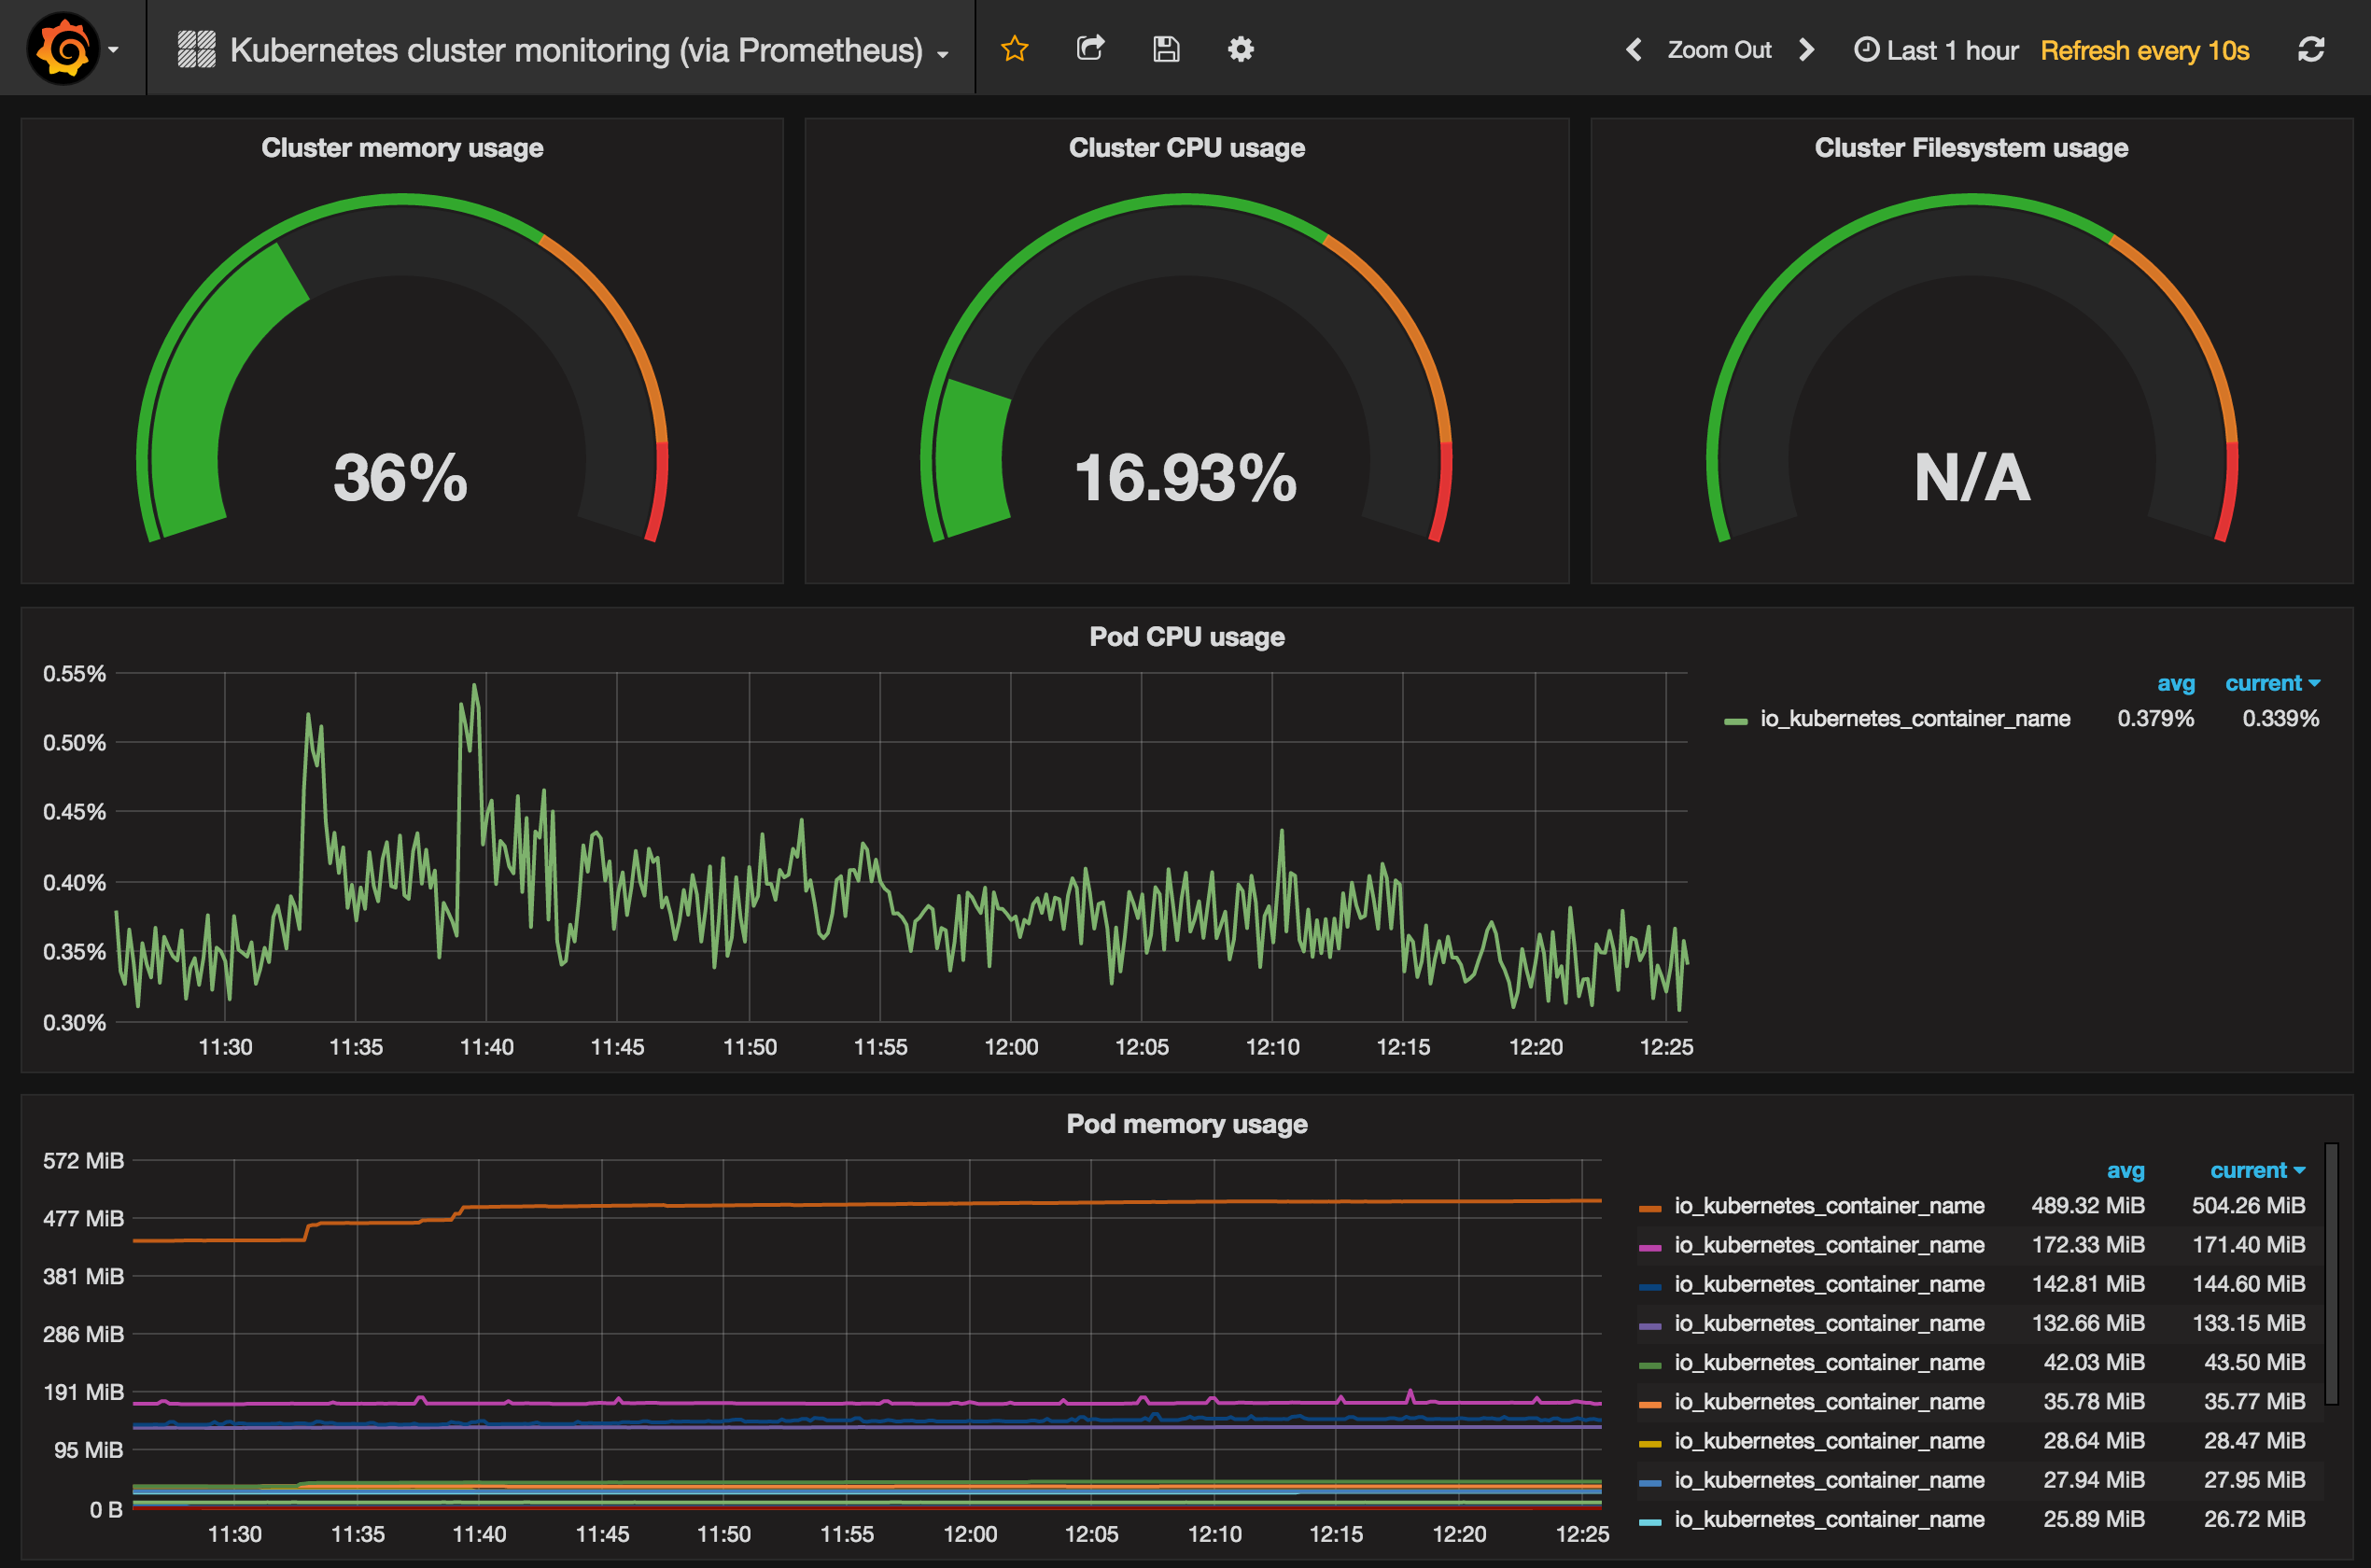 Kubernetes cluster monitoring (via Prometheus)
Zoom Out
Last 1 hour
Refresh every 10s
Cluster memory usage
36%
Cluster CPU usage
16.93%
Cluster Filesystem usage
N/A
Pod CPU usage
0.55%
0.50%
0.45%
0.40%
0.35%
0.30%
11:30 11:35 11:40 11:45 11:50 11:55 12:00 12:05 12:10 12:15 12:20 12:25
avg current
io_kubernetes_container_name 0.379% 0.339%
Pod memory usage
572 MiB
477 MiB
381 MiB
286 MiB
191 MiB
95 MiB
0 B
11:30 11:35 11:40 11:45 11:50 11:55 12:00 12:05 12:10 12:15 12:20 12:25
avg current
io_kubernetes_container_name 489.32 MiB 504.26 MiB
io_kubernetes_container_name 172.33 MiB 171.40 MiB
io_kubernetes_container_name 142.81 MiB 144.60 MiB
io_kubernetes_container_name 132.66 MiB 133.15 MiB
io_kubernetes_container_name 42.03 MiB 43.50 MiB
io_kubernetes_container_name 35.78 MiB 35.77 MiB
io_kubernetes_container_name 28.64 MiB 28.47 MiB
io_kubernetes_container_name 27.94 MiB 27.95 MiB
io_kubernetes_container_name 25.89 MiB 26.72 MiB